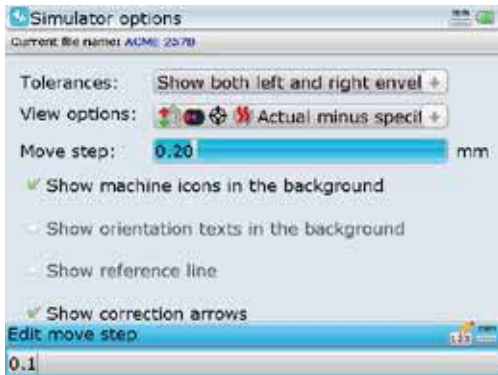 Simulator options
Current file name: ACME 2570
Tolerances: Show both left and right envel +
View options: Actual minus specif +
Move step: 0.20 mm
Show machine icons in the background
Show orientation texts in the background
Show reference line
Show correction arrows
Edit move step
0.1